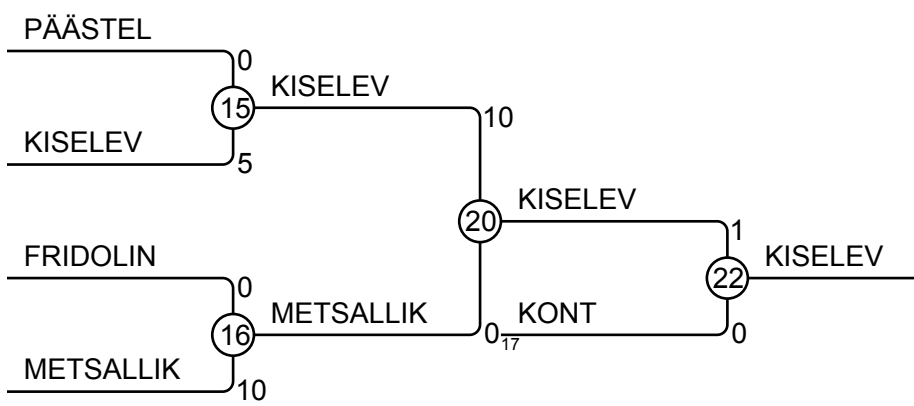 PÄÄSTEL
0
15
KISELEV
10
KISELEV
5
20
KISELEV
1
FRIDOLIN
0
22
KISELEV
16
METSALLIK
0
17
KONT
0
METSALLIK
10